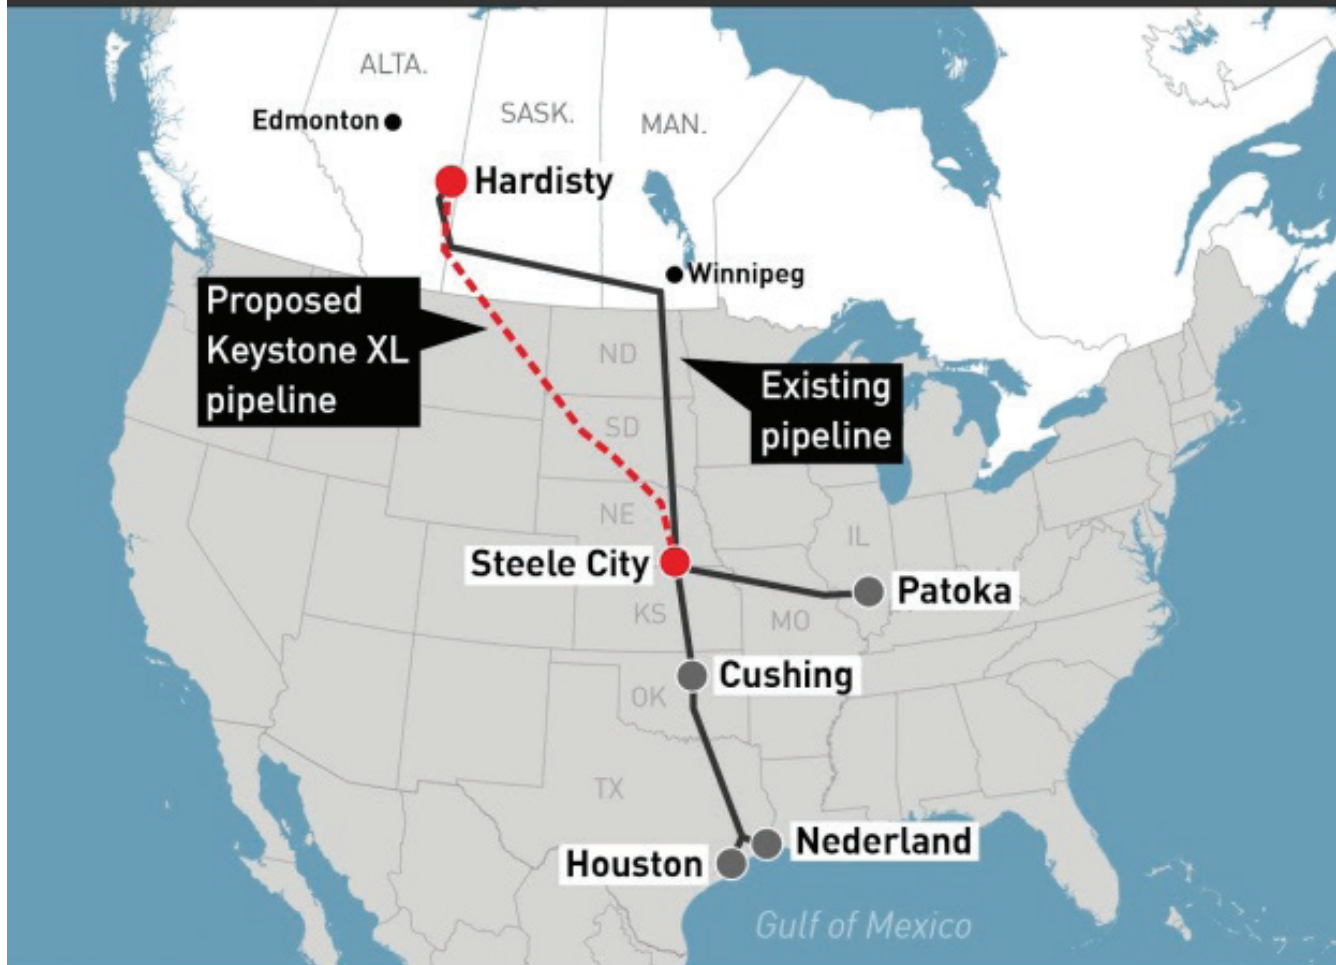 ALTA.
Edmonton
SASK.
MAN.
Hardisty
Winnipeg
Proposed
Keystone XL
pipeline
ND
Existing
pipeline
SD
NE
IL
Steele City
Patoka
KS
MO
Cushing
OK
TX
Nederland
Houston
Gulf of Mexico